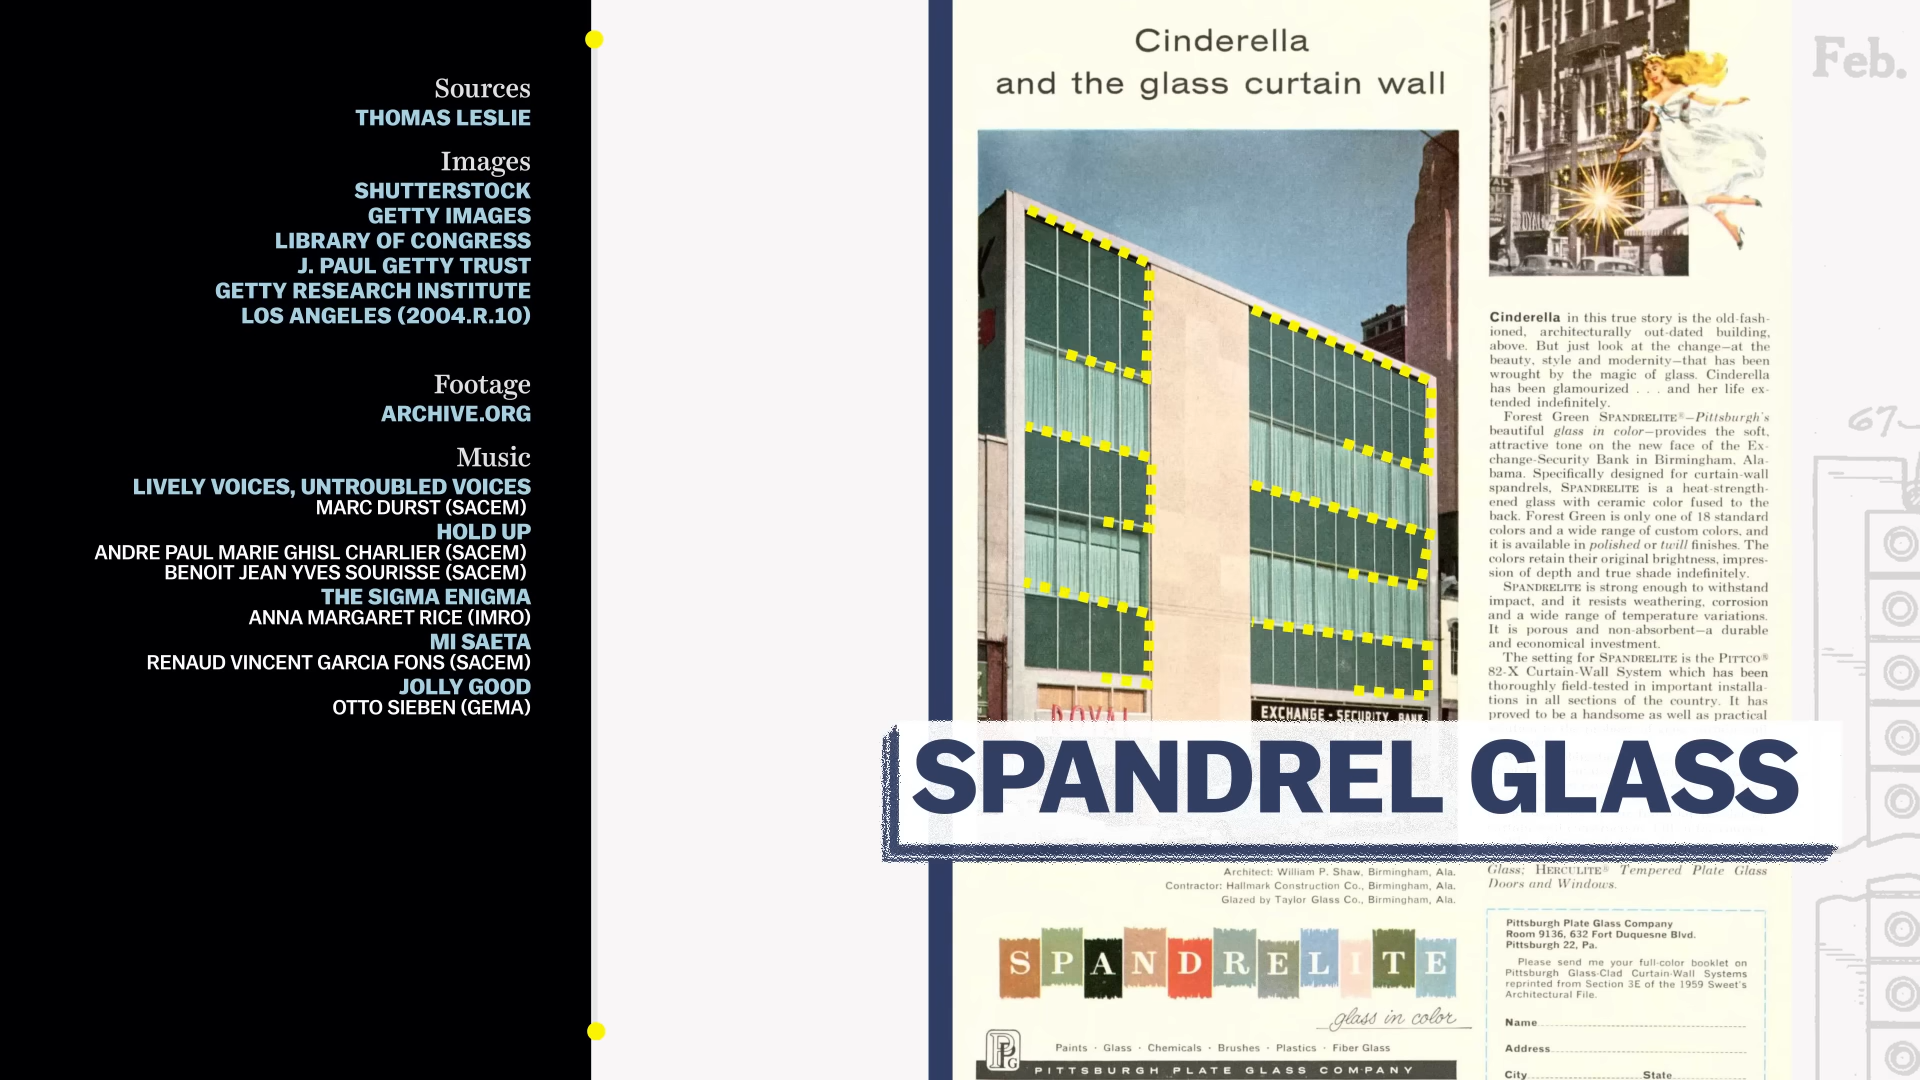 Sources
THOMAS LESLIE
Images
SHUTTERSTOCK
GETTY IMAGES
LIBRARY OF CONGRESS
J. PAUL GETTY TRUST
GETTY RESEARCH INSTITUTE
LOS ANGELES (2004.R.10)
Footage
ARCHIVE.ORG
Music
LIVELY VOICES, UNTROUBLED VOICES
MARC DURST (SACEM)
HOLD UP
ANDRE PAUL MARIE GHISL CHARLIER (SACEM)
BENOIT JEAN YVES SOURISSE (SACEM)
THE SIGMA ENIGMA
ANNA MARGARET RICE (IMRO)
MI SAETA
RENAUD VINCENT GARCIA FONS (SACEM)
JOLLY GOOD
OTTO SIEBEN (GEMA)
Cinderella
and the glass curtain wall
ROYAL
EXCHANGE-SECURITY BANK
Cinderella in this true story is the old-fash-
ioned, architecturally out-dated building,
above. But just look at the change—at the
beauty, style and modernity—that has been
wrought by the magic of glass. Cinderella
has been glamourized . . . and her life ex-
tended indefinitely.
Forest Green SPANDRELITE®—Pittsburgh's
beautiful glass in color—provides the soft,
attractive tone on the new face of the Ex-
change-Security Bank in Birmingham, Ala-
bama. Specifically designed for curtain-wall
spandrels, SPANDRELITE is a heat-strength-
ened glass with ceramic color fused to the
back. Forest Green is only one of 18 standard
colors and a wide range of custom colors, and
it is available in polished or twill finishes. The
colors retain their original brightness, impres-
sion of depth and true shade indefinitely.
SPANDRELITE is strong enough to withstand
impact, and it resists weathering, corrosion
and a wide range of temperature variations.
It is porous and non-absorbent—a durable
and economical investment.
The setting for SPANDRELITE is the PITTCO®
82-X Curtain-Wall System which has been
thoroughly field-tested in important installa-
tions in all sections of the country. It has
proved to be a handsome as well as practical
SPANDREL GLASS
Glass; HERCULITE® Tempered Plate Glass
Doors and Windows.
Architect: William P. Shaw, Birmingham, Ala.
Contractor: Hallmark Construction Co., Birmingham, Ala.
Glazed by Taylor Glass Co., Birmingham, Ala.
SPANDRELITE
glass in color
PPG
Paints · Glass · Chemicals · Brushes · Plastics · Fiber Glass
PITTSBURGH PLATE GLASS COMPANY
Pittsburgh Plate Glass Company
Room 9136, 632 Fort Duquesne Blvd.
Pittsburgh 22, Pa.
Please send me your full-color booklet on
Pittsburgh Glass-Clad Curtain-Wall Systems
reprinted from Section 3E of the 1959 Sweet's
Architectural File.
Name
Address
City State
Feb.
67